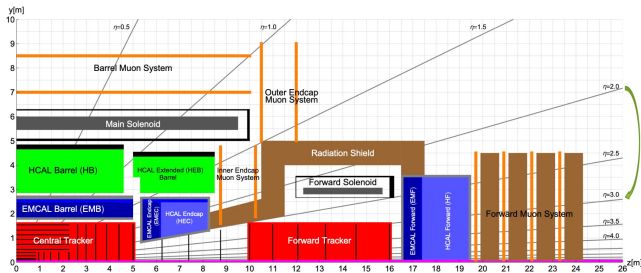 y[m]
10
9
8
7
6
5
4
3
2
1
0
η=0.5
η=1.0
η=1.5
η=2.0
η=2.5
η=3.0
η=3.5
η=4.0
Barrel Muon System
Outer Endcap
Muon System
Main Solenoid
Radiation Shield
HCAL Barrel (HB)
HCAL Extended (HEB)
Barrel
Inner Endcap
Muon System
Forward Solenoid
EMCAL Barrel (EMB)
EMCAL Endcap
(EMEC)
HCAL Endcap
(HEC)
EMCAL Forward (EMF)
HCAL Forward (HF)
Forward Muon System
Central Tracker
Forward Tracker
0 1 2 3 4 5 6 7 8 9 10 11 12 13 14 15 16 17 18 19 20 21 22 23 24 25 26
z[m]